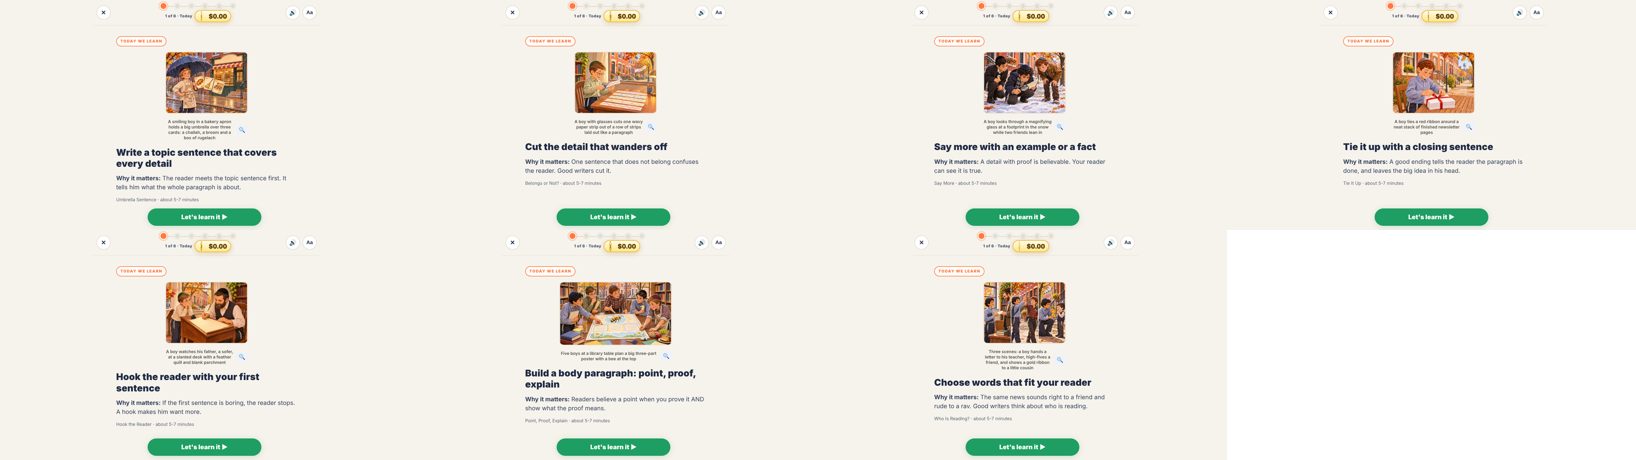 ✕
1 of 6 · Today
$0.00
Aa
TODAY WE LEARN
A smiling boy in a bakery apron
holds a big umbrella over three
cards: a challah, a broom and a
box of rugelach
Write a topic sentence that covers
every detail
Why it matters: The reader meets the topic sentence first. It
tells him what the whole paragraph is about.
Umbrella Sentence · about 5-7 minutes
Let's learn it ▶
✕
1 of 6 · Today
$0.00
Aa
TODAY WE LEARN
A boy with glasses cuts one wavy
paper strip out of a row of strips
laid out like a paragraph
Cut the detail that wanders off
Why it matters: One sentence that does not belong confuses
the reader. Good writers cut it.
Belongs or Not? · about 5-7 minutes
Let's learn it ▶
✕
1 of 6 · Today
$0.00
Aa
TODAY WE LEARN
A boy looks through a magnifying
glass at a footprint in the snow
while two friends lean in
Say more with an example or a fact
Why it matters: A detail with proof is believable. Your reader
can see it is true.
Say More · about 5-7 minutes
Let's learn it ▶
✕
1 of 6 · Today
$0.00
Aa
TODAY WE LEARN
A boy ties a red ribbon around a
neat stack of finished newsletter
pages
Tie it up with a closing sentence
Why it matters: A good ending tells the reader the paragraph is
done, and leaves the big idea in his head.
Tie It Up · about 5-7 minutes
Let's learn it ▶
✕
1 of 6 · Today
$0.00
Aa
TODAY WE LEARN
A boy watches his father, a sofer,
at a slanted desk with a feather
quill and blank parchment
Hook the reader with your first
sentence
Why it matters: If the first sentence is boring, the reader stops.
A hook makes him want more.
Hook the Reader · about 5-7 minutes
Let's learn it ▶
✕
1 of 6 · Today
$0.00
Aa
TODAY WE LEARN
Five boys at a library table plan a big three-part
poster with a bee at the top
Build a body paragraph: point, proof,
explain
Why it matters: Readers believe a point when you prove it AND
show what the proof means.
Point, Proof, Explain · about 5-7 minutes
Let's learn it ▶
✕
1 of 6 · Today
$0.00
Aa
TODAY WE LEARN
Three scenes: a boy hands a
letter to his teacher, high-fives a
friend, and shows a gold ribbon
to a little cousin
Choose words that fit your reader
Why it matters: The same news sounds right to a friend and
rude to a rav. Good writers think about who is reading.
Who Is Reading? · about 5-7 minutes
Let's learn it ▶